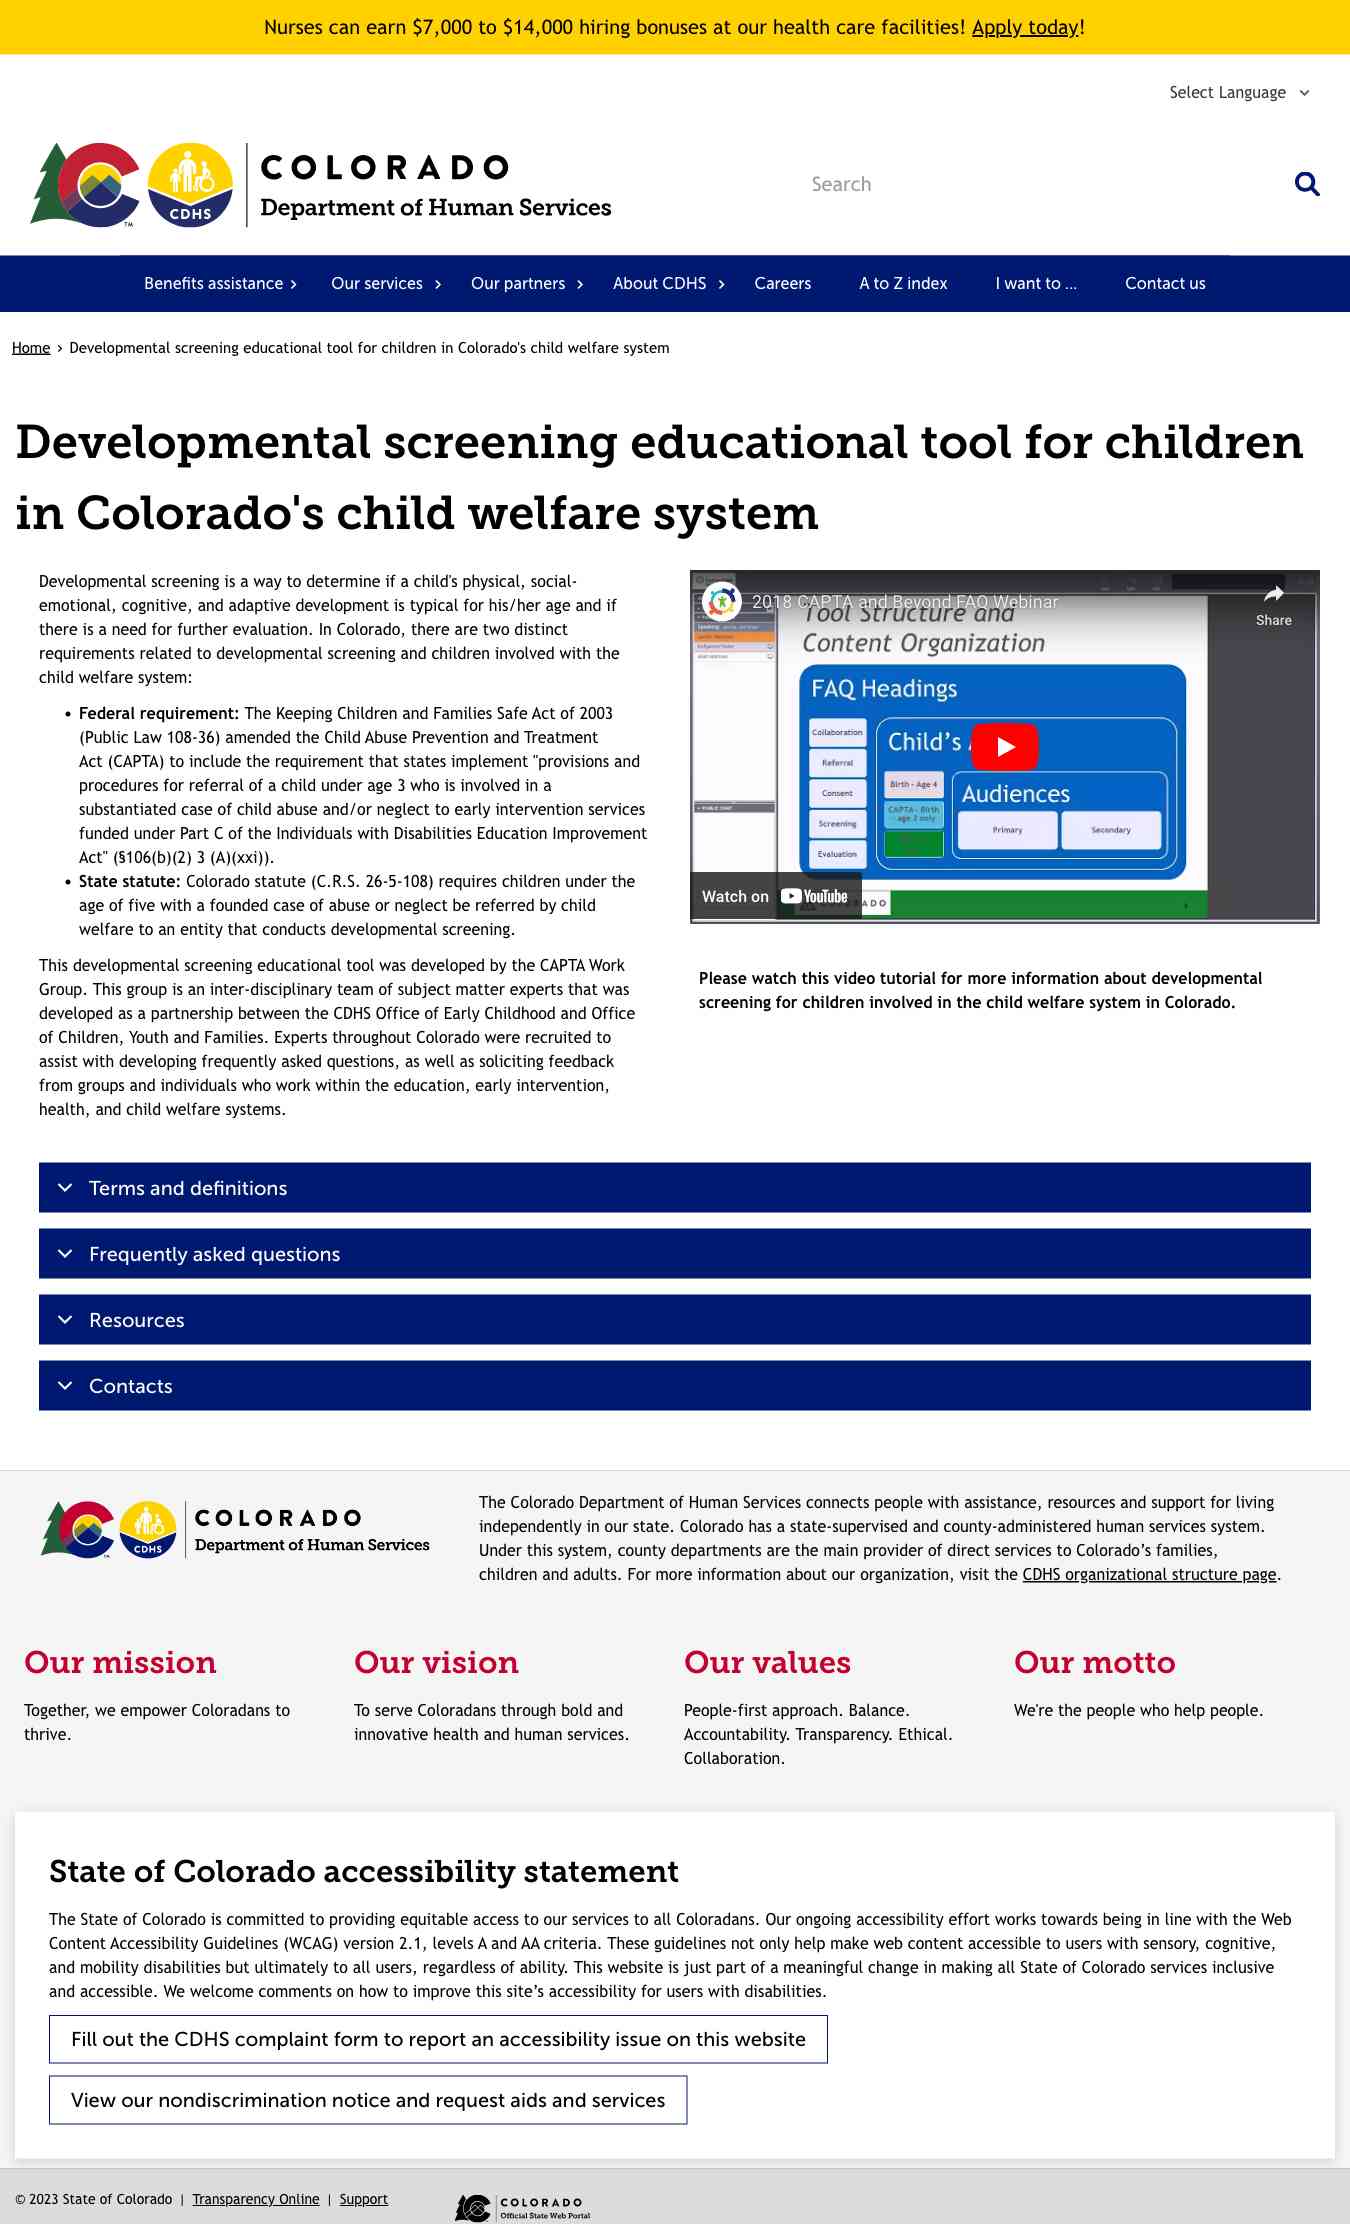 Nurses can earn $7,000 to $14,000 hiring bonuses at our health care facilities! Apply today!
Select Language
CDHS
TM
COLORADO
Department of Human Services
Search
Benefits assistance
Our services
Our partners
About CDHS
Careers
A to Z index
I want to ...
Contact us
Home › Developmental screening educational tool for children in Colorado's child welfare system
Developmental screening educational tool for children
in Colorado's child welfare system
Developmental screening is a way to determine if a child's physical, social-
emotional, cognitive, and adaptive development is typical for his/her age and if
there is a need for further evaluation. In Colorado, there are two distinct
requirements related to developmental screening and children involved with the
child welfare system:
• Federal requirement: The Keeping Children and Families Safe Act of 2003
(Public Law 108-36) amended the Child Abuse Prevention and Treatment
Act (CAPTA) to include the requirement that states implement "provisions and
procedures for referral of a child under age 3 who is involved in a
substantiated case of child abuse and/or neglect to early intervention services
funded under Part C of the Individuals with Disabilities Education Improvement
Act" (§106(b)(2) 3 (A)(xxi)).
• State statute: Colorado statute (C.R.S. 26-5-108) requires children under the
age of five with a founded case of abuse or neglect be referred by child
welfare to an entity that conducts developmental screening.
This developmental screening educational tool was developed by the CAPTA Work
Group. This group is an inter-disciplinary team of subject matter experts that was
developed as a partnership between the CDHS Office of Early Childhood and Office
of Children, Youth and Families. Experts throughout Colorado were recruited to
assist with developing frequently asked questions, as well as soliciting feedback
from groups and individuals who work within the education, early intervention,
health, and child welfare systems.
2018 CAPTA and Beyond FAQ Webinar
Share
Tool Structure and
Content Organization
FAQ Headings
Collaboration
Referral
Consent
Screening
Evaluation
Child's
Birth - Age 4
CAPTA- Birth
- age 3 only
Audiences
Primary
Secondary
Watch on YouTube
Please watch this video tutorial for more information about developmental
screening for children involved in the child welfare system in Colorado.
Terms and definitions
Frequently asked questions
Resources
Contacts
CDHS
TM
COLORADO
Department of Human Services
The Colorado Department of Human Services connects people with assistance, resources and support for living
independently in our state. Colorado has a state-supervised and county-administered human services system.
Under this system, county departments are the main provider of direct services to Colorado’s families,
children and adults. For more information about our organization, visit the CDHS organizational structure page.
Our mission
Together, we empower Coloradans to
thrive.
Our vision
To serve Coloradans through bold and
innovative health and human services.
Our values
People-first approach. Balance.
Accountability. Transparency. Ethical.
Collaboration.
Our motto
We're the people who help people.
State of Colorado accessibility statement
The State of Colorado is committed to providing equitable access to our services to all Coloradans. Our ongoing accessibility effort works towards being in line with the Web
Content Accessibility Guidelines (WCAG) version 2.1, levels A and AA criteria. These guidelines not only help make web content accessible to users with sensory, cognitive,
and mobility disabilities but ultimately to all users, regardless of ability. This website is just part of a meaningful change in making all State of Colorado services inclusive
and accessible. We welcome comments on how to improve this site’s accessibility for users with disabilities.
Fill out the CDHS complaint form to report an accessibility issue on this website
View our nondiscrimination notice and request aids and services
© 2023 State of Colorado | Transparency Online | Support
COLORADO
Official State Web Portal